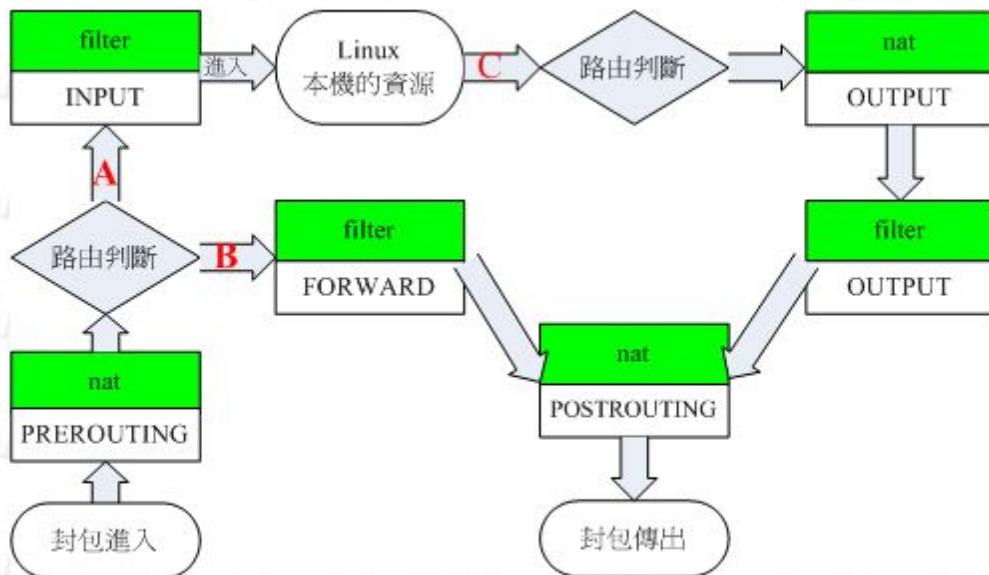 filter
INPUT
進入
Linux
本機的資源
C
路由判斷
nat
OUTPUT
A
路由判斷
B
filter
FORWARD
filter
OUTPUT
nat
PREROUTING
nat
POSTROUTING
封包進入
封包傳出